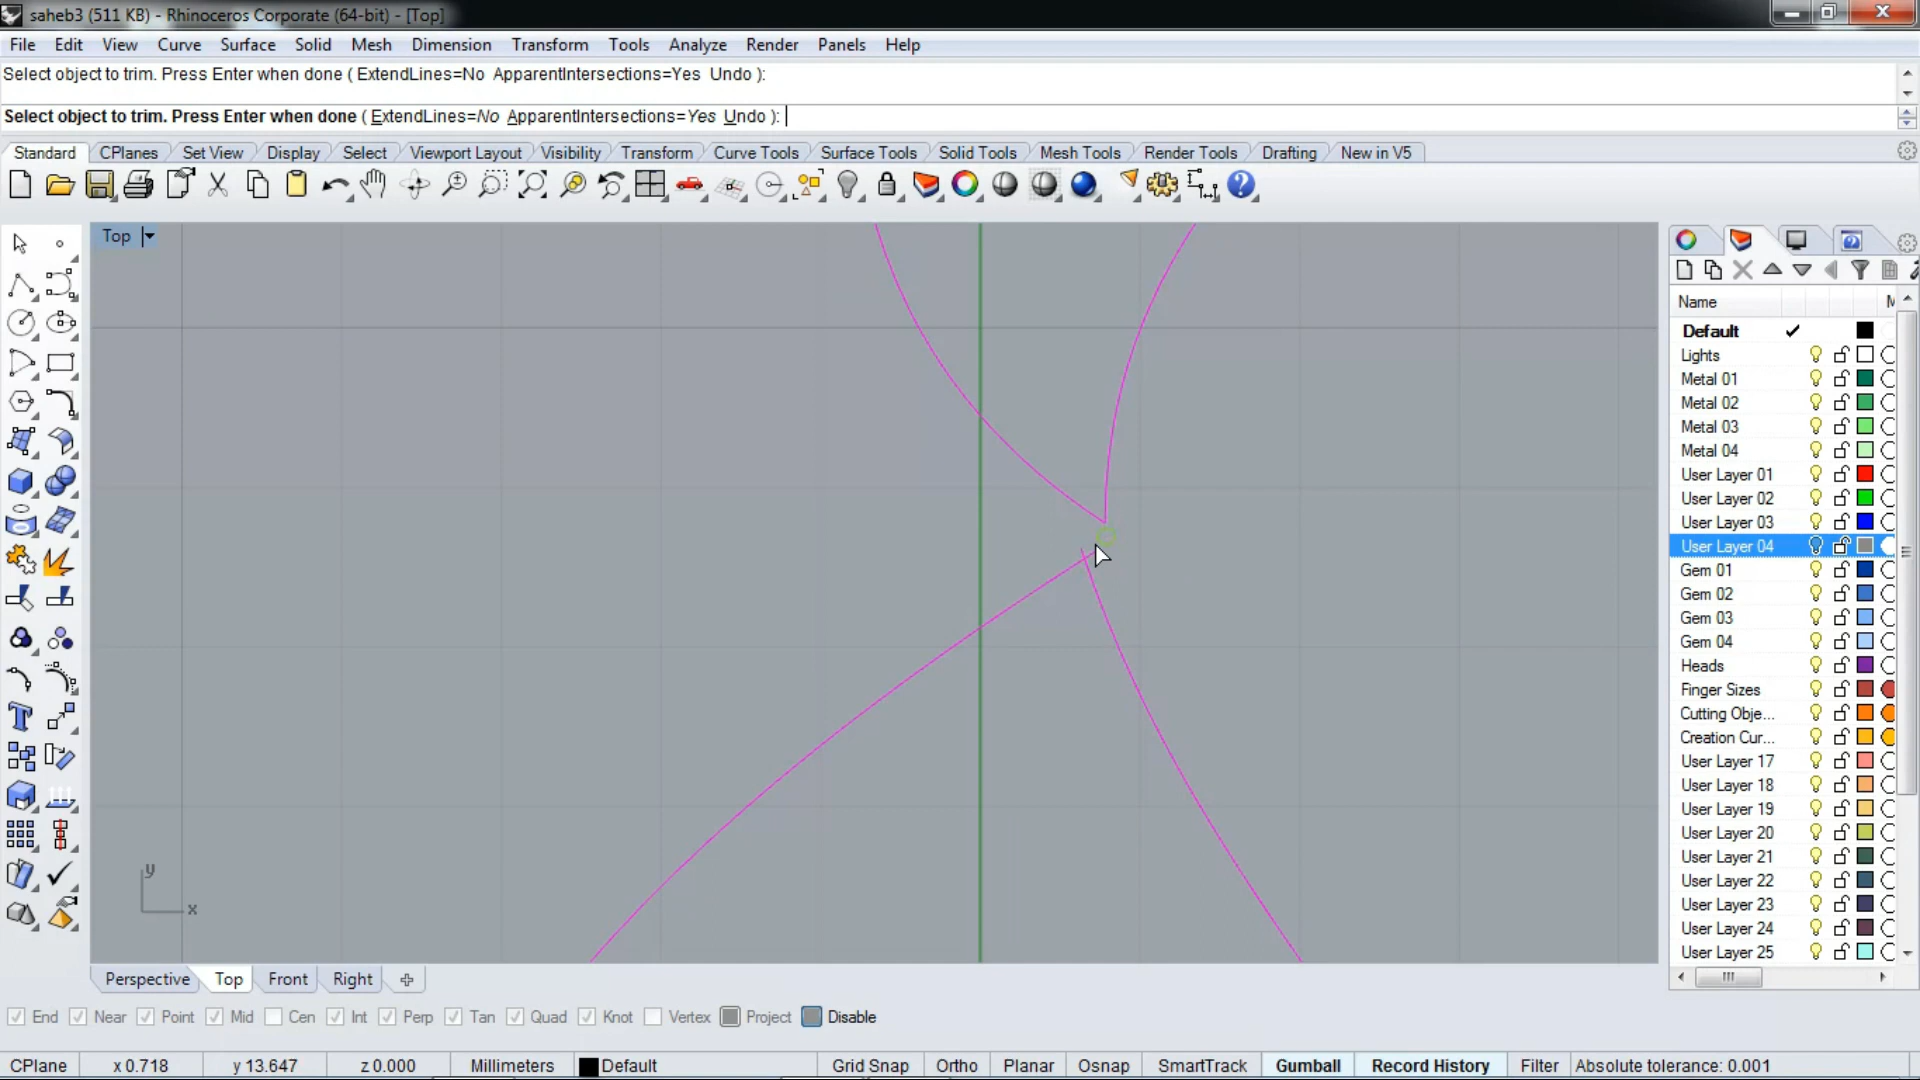 saheb3 (511 KB) - Rhinoceros Corporate (64-bit) - [Top]
File Edit View Curve Surface Solid Mesh Dimension Transform Tools Analyze Render Panels Help
Select object to trim. Press Enter when done ( ExtendLines=No ApparentIntersections=Yes Undo ):
Select object to trim. Press Enter when done ( ExtendLines=No ApparentIntersections=Yes Undo ):
Standard CPlanes Set View Display Select Viewport Layout Visibility Transform Curve Tools Surface Tools Solid Tools Mesh Tools Render Tools Drafting New in V5
Top
Name M
Default
Lights
Metal 01
Metal 02
Metal 03
Metal 04
User Layer 01
User Layer 02
User Layer 03
User Layer 04
Gem 01
Gem 02
Gem 03
Gem 04
Heads
Finger Sizes
Cutting Obje...
Creation Cur...
User Layer 17
User Layer 18
User Layer 19
User Layer 20
User Layer 21
User Layer 22
User Layer 23
User Layer 24
User Layer 25
y
x
Perspective Top Front Right
End Near Point Mid Cen Int Perp Tan Quad Knot Vertex Project Disable
CPlane x 0.718 y 13.647 z 0.000 Millimeters Default Grid Snap Ortho Planar Osnap SmartTrack Gumball Record History Filter Absolute tolerance: 0.001